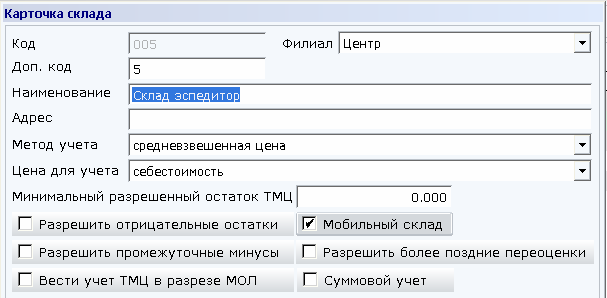 Карточка склада
Код 005 Филиал Центр
Доп. код 5
Наименование Склад эспедитор
Адрес
Метод учета средневзвешенная цена
Цена для учета себестоимость
Минимальный разрешенный остаток ТМЦ 0.000
Разрешить отрицательные остатки Мобильный склад
Разрешить промежуточные минусы Разрешить более поздние переоценки
Вести учет ТМЦ в разрезе МОЛ Суммовой учет